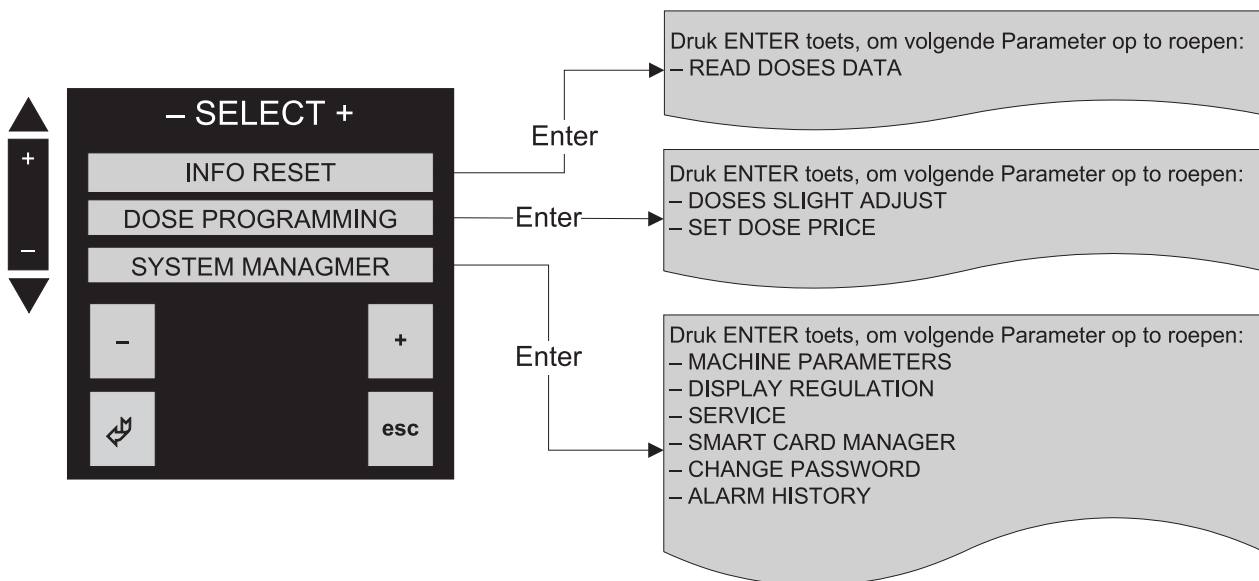 – SELECT +
INFO RESET
DOSE PROGRAMMING
SYSTEM MANAGMER
+
–
–
+
esc
Enter
Enter
Enter
Druk ENTER toets, om volgende Parameter op to roepen:
– READ DOSES DATA
Druk ENTER toets, om volgende Parameter op to roepen:
– DOSES SLIGHT ADJUST
– SET DOSE PRICE
Druk ENTER toets, om volgende Parameter op to roepen:
– MACHINE PARAMETERS
– DISPLAY REGULATION
– SERVICE
– SMART CARD MANAGER
– CHANGE PASSWORD
– ALARM HISTORY